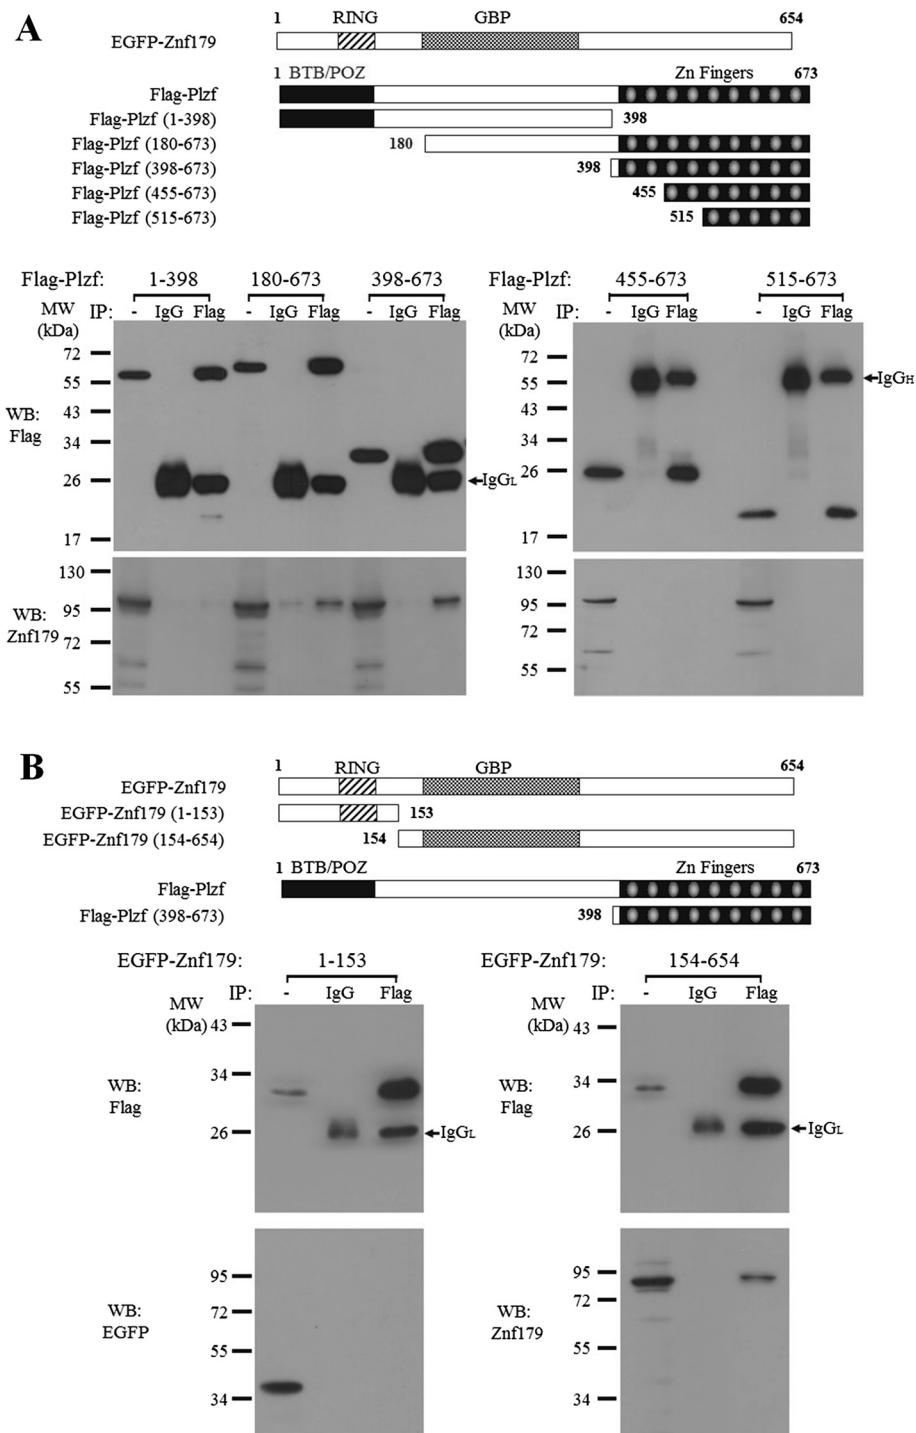 A
1 RING GBP 654
EGFP-Znf179
1 BTB/POZ Zn Fingers 673
Flag-Plzf
Flag-Plzf (1-398) 398
Flag-Plzf (180-673) 180
Flag-Plzf (398-673) 398
Flag-Plzf (455-673) 455
Flag-Plzf (515-673) 515
Flag-Plzf: 1-398 180-673 398-673
MW IP: - IgG Flag - IgG Flag - IgG Flag
(kDa)
72
55
43
34
26
17
WB:
Flag
IgGL
130
95
72
55
WB:
Znf179
Flag-Plzf: 455-673 515-673
MW IP: - IgG Flag - IgG Flag
(kDa)
72
55
43
34
26
17
IgGH
130
95
72
55
B
1 RING GBP 654
EGFP-Znf179
EGFP-Znf179 (1-153) 153
EGFP-Znf179 (154-654) 154
1 BTB/POZ Zn Fingers 673
Flag-Plzf
Flag-Plzf (398-673) 398
EGFP-Znf179: 1-153
IP: - IgG Flag
MW
(kDa) 43
34
26
WB:
Flag
IgGL
95
72
55
34
WB:
EGFP
EGFP-Znf179: 154-654
IP: - IgG Flag
MW
(kDa)
43
34
26
WB:
Flag
IgGL
95
72
55
34
WB:
Znf179